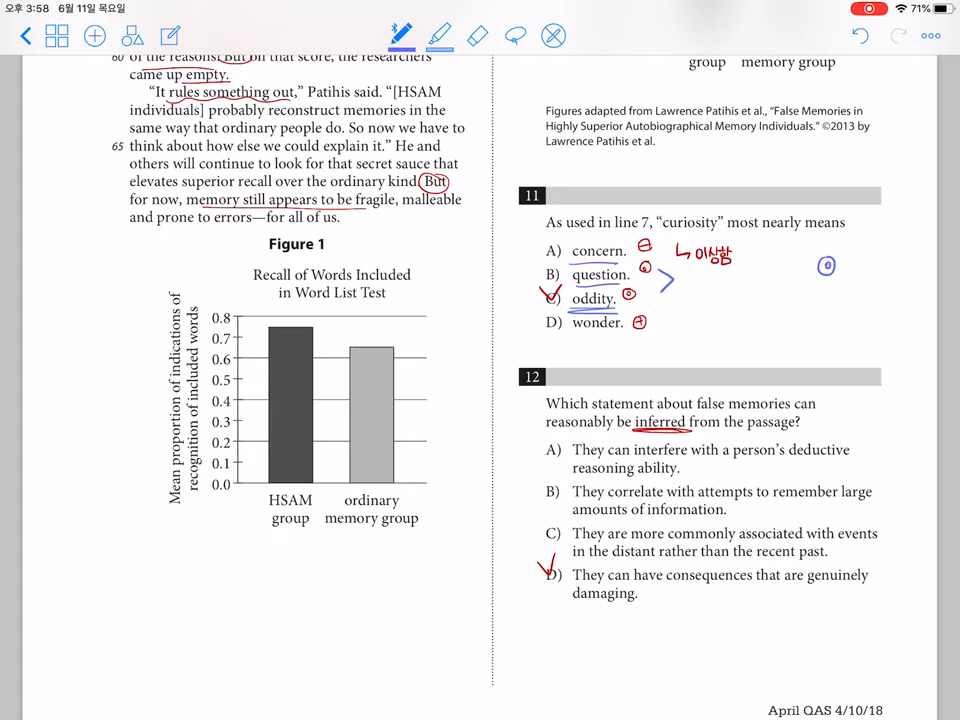 오후 3:58 6월 11일 목요일
71%
60 of the reasons. But on that score, the researchers
came up empty.
“It rules something out,” Patihis said. “[HSAM
individuals] probably reconstruct memories in the
same way that ordinary people do. So now we have to
65 think about how else we could explain it.” He and
others will continue to look for that secret sauce that
elevates superior recall over the ordinary kind. But
for now, memory still appears to be fragile, malleable
and prone to errors—for all of us.
Figure 1
Recall of Words Included
in Word List Test
Mean proportion of indications of
recognition of included words
0.8
0.7
0.6
0.5
0.4
0.3
0.2
0.1
0.0
HSAM
group
ordinary
memory group
group memory group
Figures adapted from Lawrence Patihis et al., “False Memories in
Highly Superior Autobiographical Memory Individuals.” ©2013 by
Lawrence Patihis et al.
11
As used in line 7, “curiosity” most nearly means
A) concern.
이상함
B) question.
C) oddity.
D) wonder.
12
Which statement about false memories can
reasonably be inferred from the passage?
A) They can interfere with a person’s deductive
reasoning ability.
B) They correlate with attempts to remember large
amounts of information.
C) They are more commonly associated with events
in the distant rather than the recent past.
D) They can have consequences that are genuinely
damaging.
April QAS 4/10/18